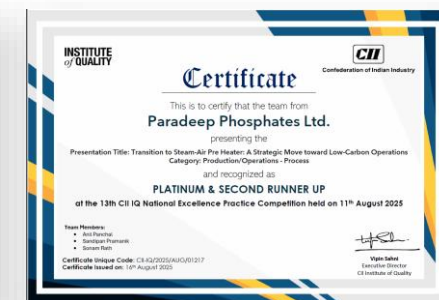 INSTITUTE
of QUALITY
CII
Confederation of Indian Industry
Certificate
This is to certify that the team from
Paradeep Phosphates Ltd.
presenting the
Presentation Title: Transition to Steam-Air Pre Heater: A Strategic Move toward Low-Carbon Operations
Category: Production/Operations - Process
and recognized as
PLATINUM & SECOND RUNNER UP
at the 13th CII IQ National Excellence Practice Competition held on 11th August 2025
Team Members:
• Anil Panchal
• Sandipan Pramanik
• Sonam Rath
Certificate Unique Code: CII-IQ/2025/AUG/01217
Certificate Issued on: 16th August 2025
Vipin Sahni
Executive Director
CII Institute of Quality